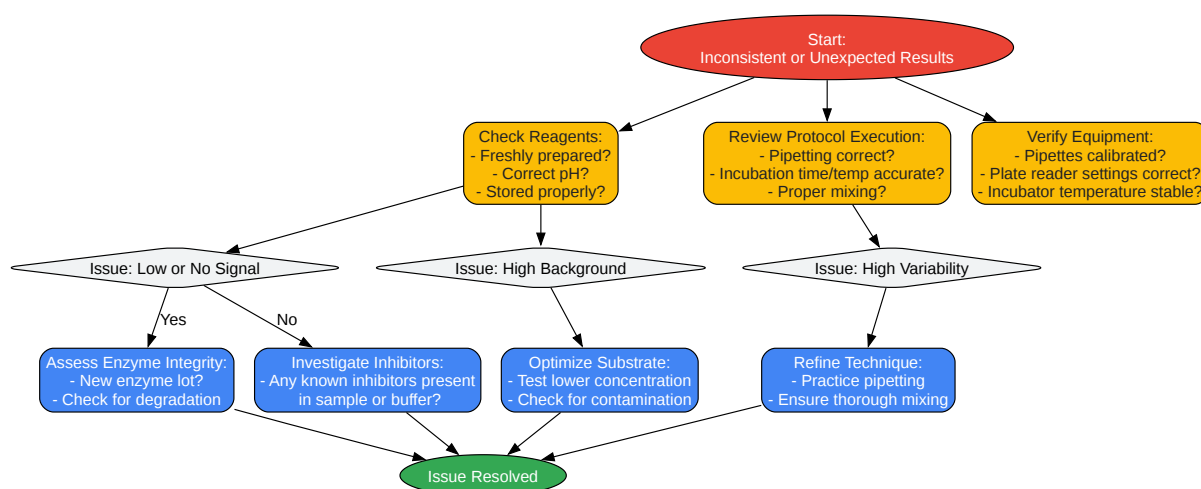 Start:
Inconsistent or Unexpected Results
Check Reagents:
- Freshly prepared?
- Correct pH?
- Stored properly?
Review Protocol Execution:
- Pipetting correct?
- Incubation time/temp accurate?
- Proper mixing?
Verify Equipment:
- Pipettes calibrated?
- Plate reader settings correct?
- Incubator temperature stable?
Issue: Low or No Signal
Issue: High Background
Issue: High Variability
Yes
No
Assess Enzyme Integrity:
- New enzyme lot?
- Check for degradation
Investigate Inhibitors:
- Any known inhibitors present
in sample or buffer?
Optimize Substrate:
- Test lower concentration
- Check for contamination
Refine Technique:
- Practice pipetting
- Ensure thorough mixing
Issue Resolved